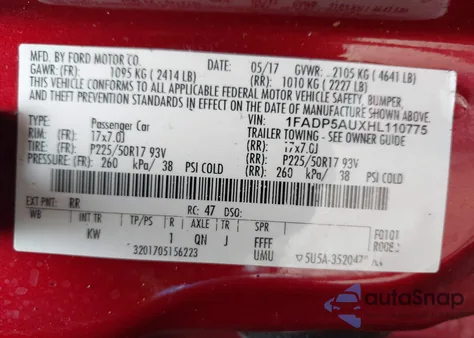 MFD. BY FORD MOTOR CO.
DATE: 05/17 GVWR: 2105 KG (4641 LB)
GAWR:(FR) 1095 KG (2414 LB) (RR) 1010 KG (2227 LB)
THIS VEHICLE CONFORMS TO ALL APPLICABLE FEDERAL MOTOR VEHICLE SAFETY, BUMPER,
AND THEFT PREVENTION STANDARDS IN EFFECT ON THE DATE OF MANUFACTURE SHOWN ABOVE.
TYPE: Passenger Car VIN: 1FADP5AUXHL110775
RIM: (FR) 17x7.0J TRAILER TOWING - SEE OWNER GUIDE
(RR) 17x7.0J
TIRE: (FR) P225/50R17 93V (RR) P225/50R17 93V
PRESSURE: (FR) 260 kPa/ 38 PSI COLD (RR) 260 kPa/ 38 PSI COLD
EXT PNT: RR RC: 47 DSO:
WB INT TR TP/PS R AXLE TR SPR
KW 1 QN J FFFF
UMU
3201705156223
F0101
5U5A-3520472
autoSnap